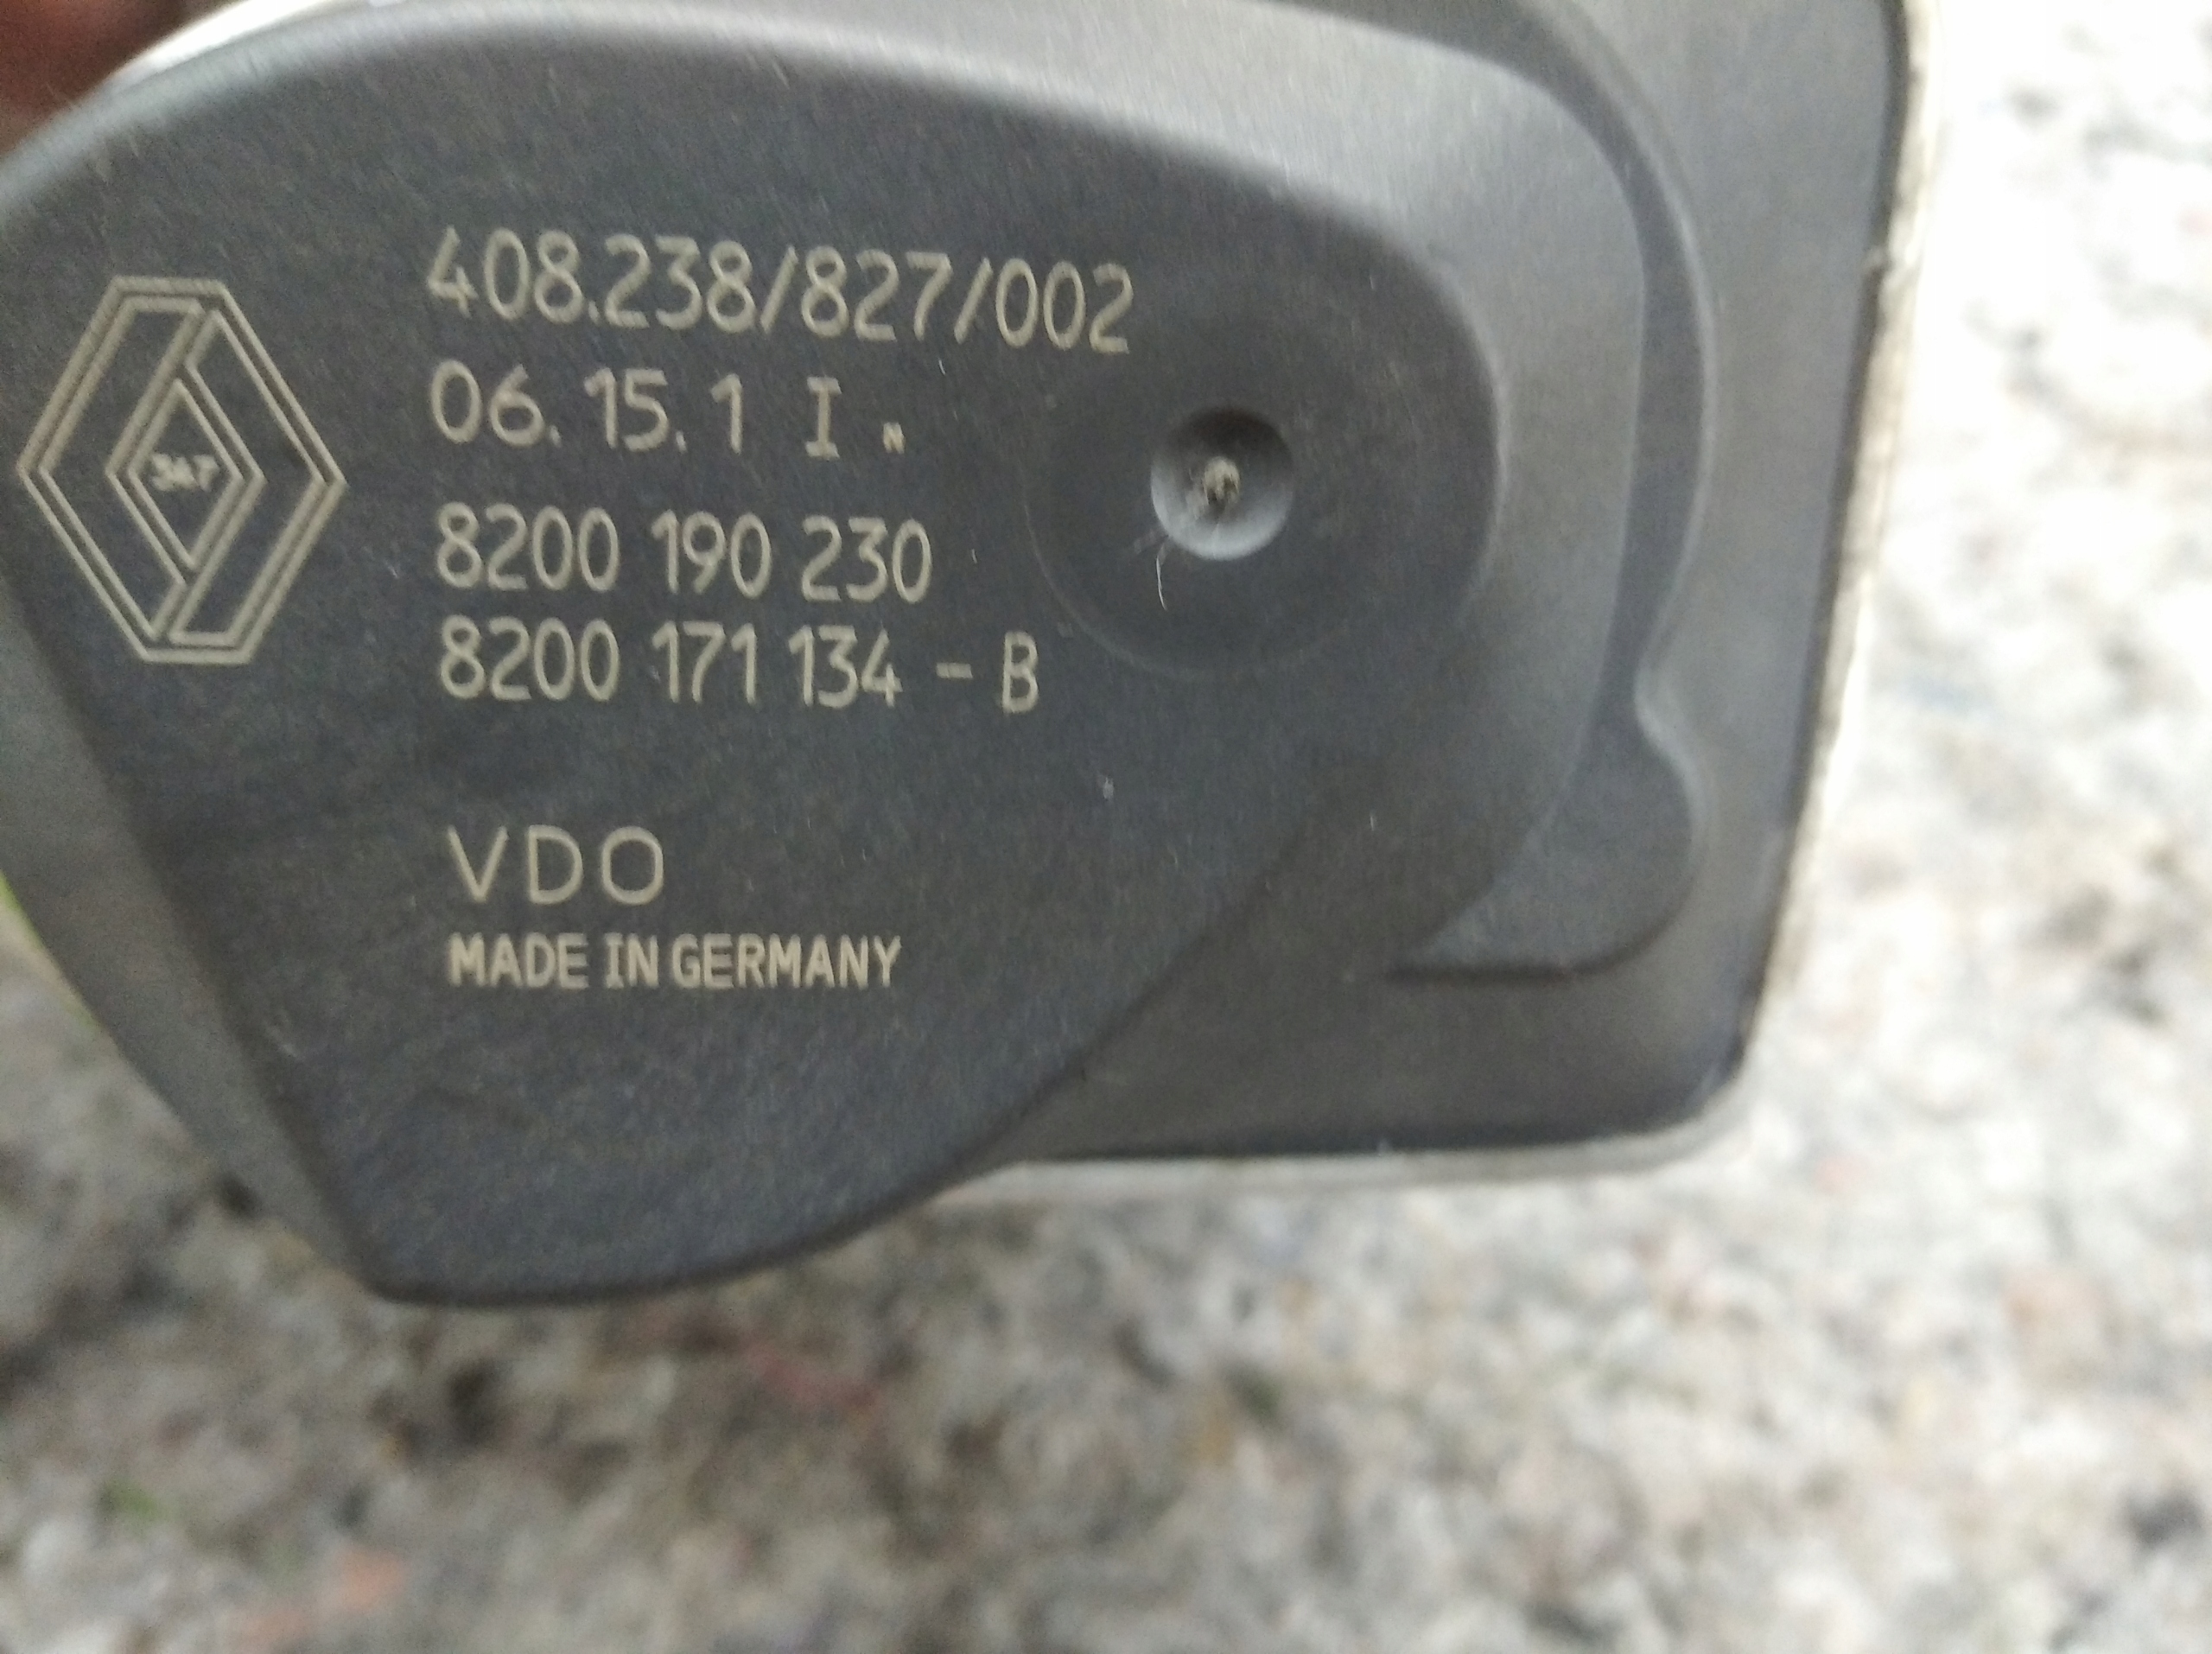 408.238/827/002
06. 15. 1 I N
8200 190 230
8200 171 134 - B
VDO
MADE IN GERMANY